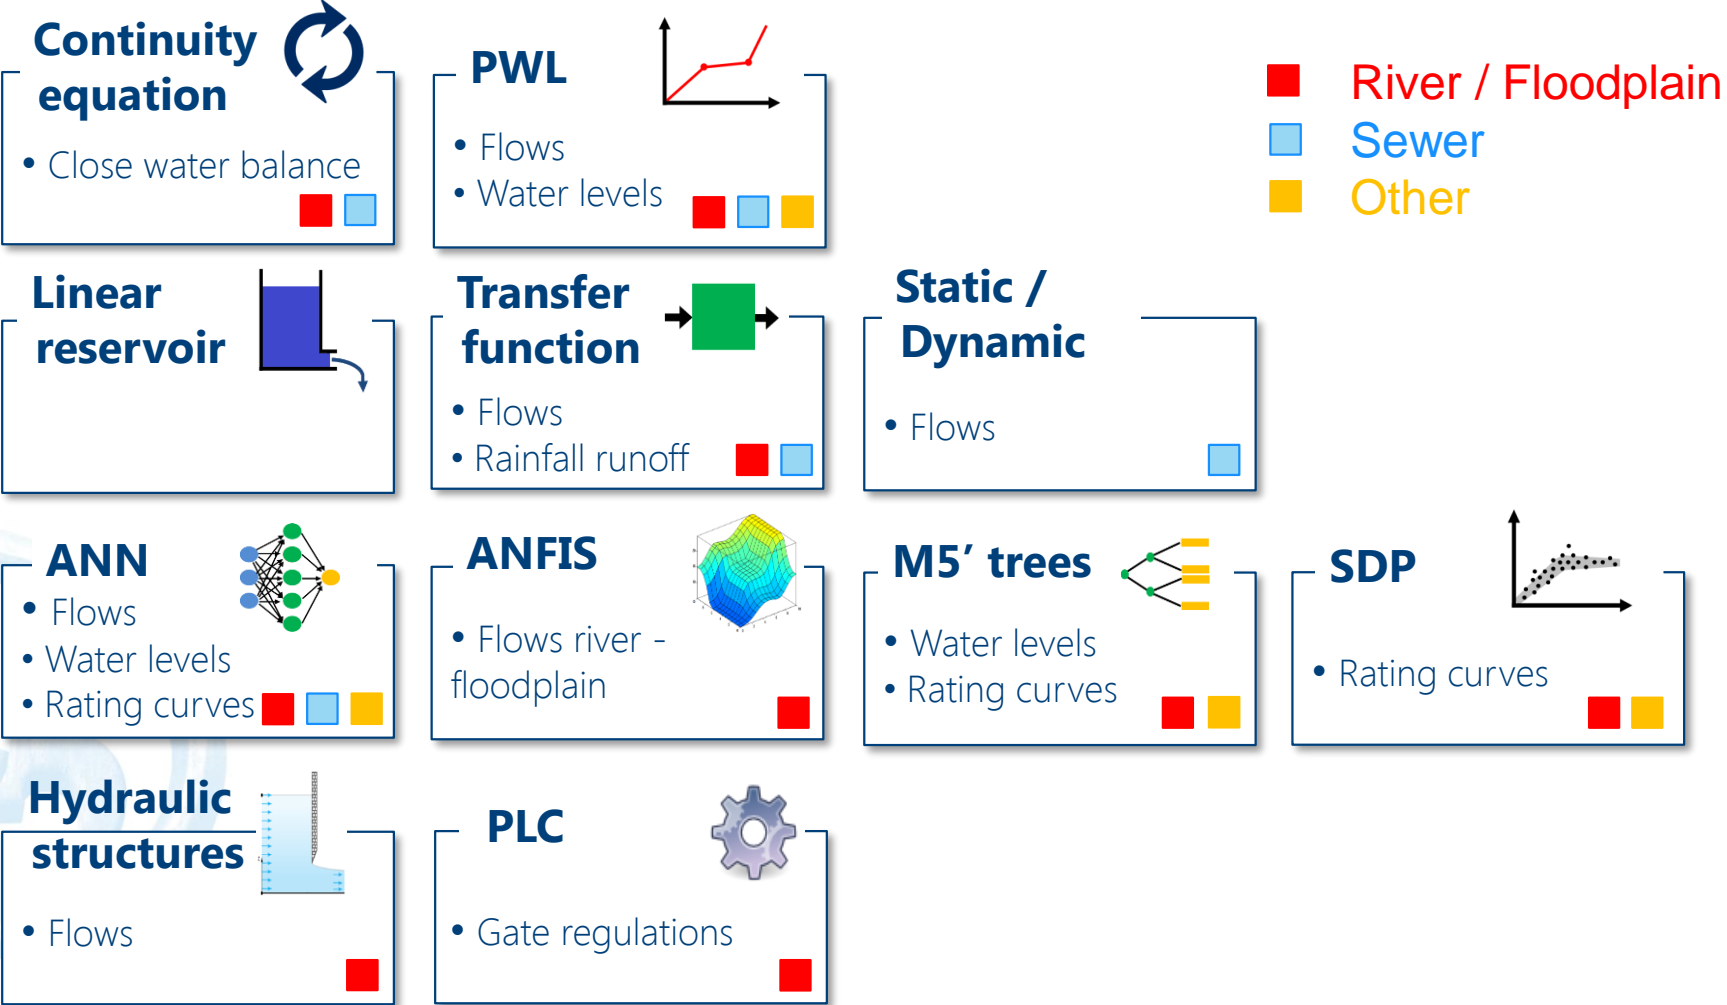 Continuity
equation
• Close water balance
PWL
• Flows
• Water levels
River / Floodplain
Sewer
Other
Linear
reservoir
Transfer
function
• Flows
• Rainfall runoff
Static /
Dynamic
• Flows
ANN
• Flows
• Water levels
• Rating curves
ANFIS
• Flows river -
floodplain
M5’ trees
• Water levels
• Rating curves
SDP
• Rating curves
Hydraulic
structures
• Flows
PLC
• Gate regulations